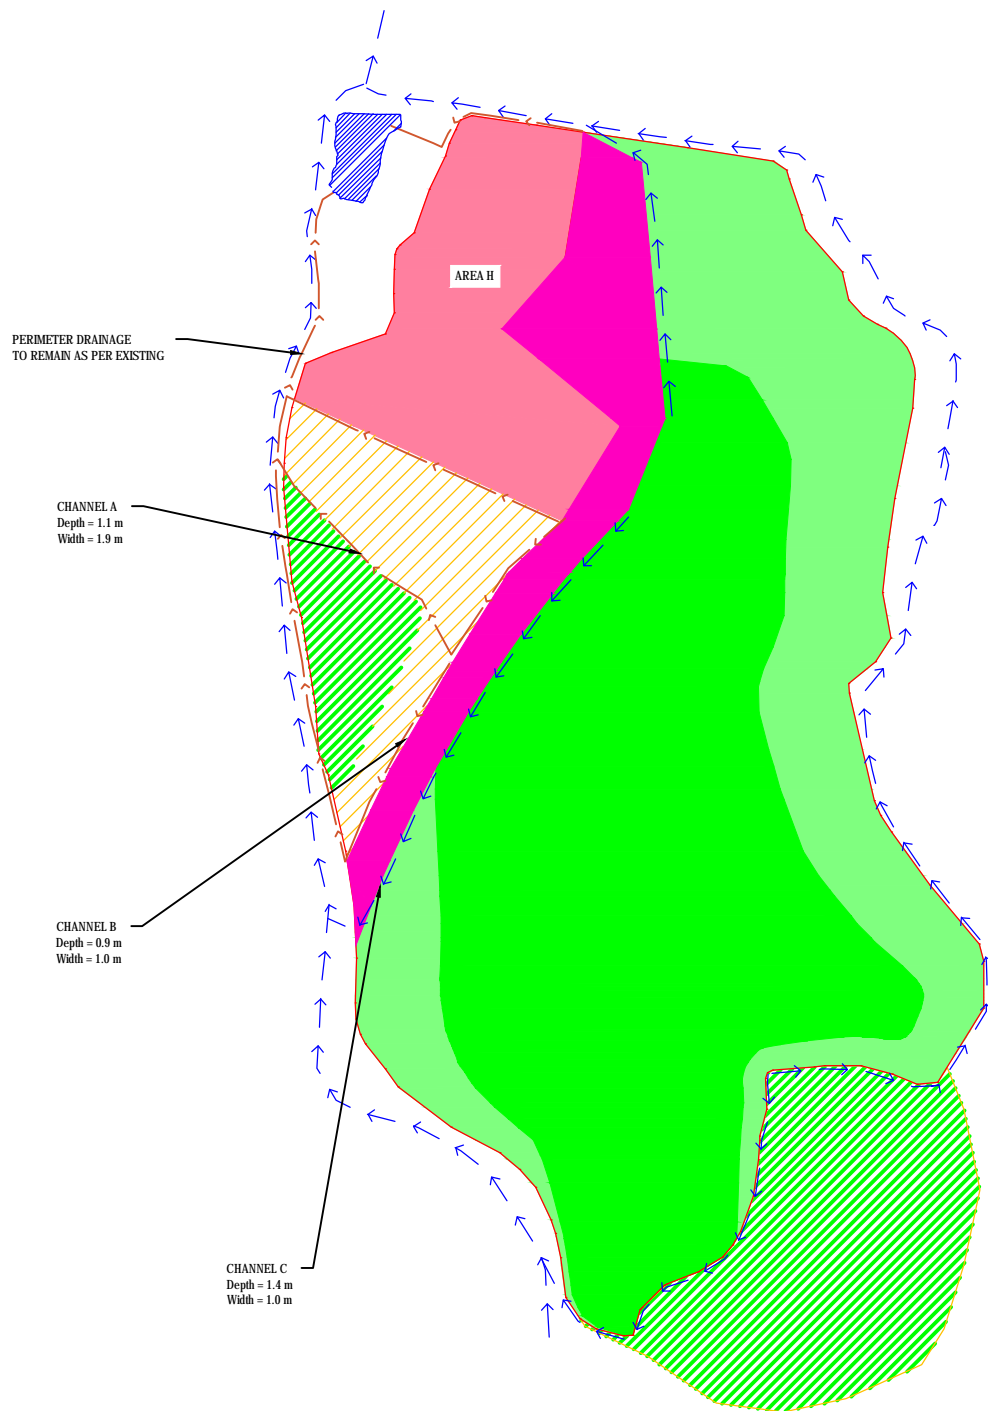 AREA H
PERIMETER DRAINAGE
TO REMAIN AS PER EXISTING
CHANNEL A
Depth = 1.1 m
Width = 1.9 m
CHANNEL B
Depth = 0.9 m
Width = 1.0 m
CHANNEL C
Depth = 1.4 m
Width = 1.0 m